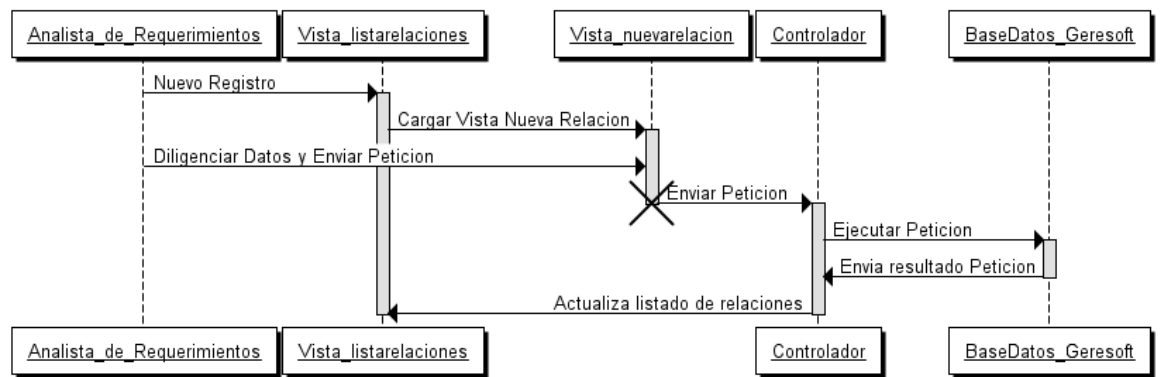 Analista_de_Requerimientos
Vista_listarelaciones
Vista_nuevarelacion
Controlador
BaseDatos_Geresoft
Nuevo Registro
Cargar Vista Nueva Relacion
Diligenciar Datos y Enviar Peticion
Enviar Peticion
Ejecutar Peticion
Envia resultado Peticion
Actualiza listado de relaciones
Analista_de_Requerimientos
Vista_listarelaciones
Controlador
BaseDatos_Geresoft